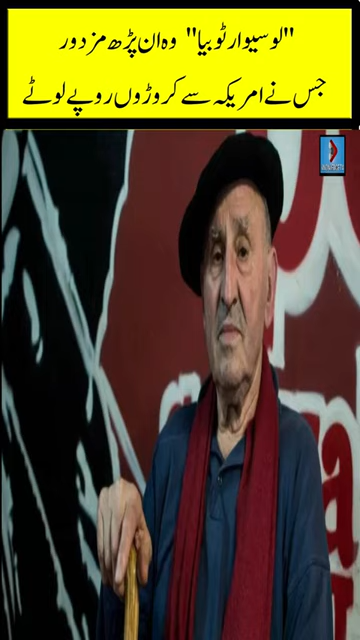 "لوسیوارٹوبیا" وہ ان پڑھ مزدور
جس نے امریکہ سے کروڑوں روپے لوٹے